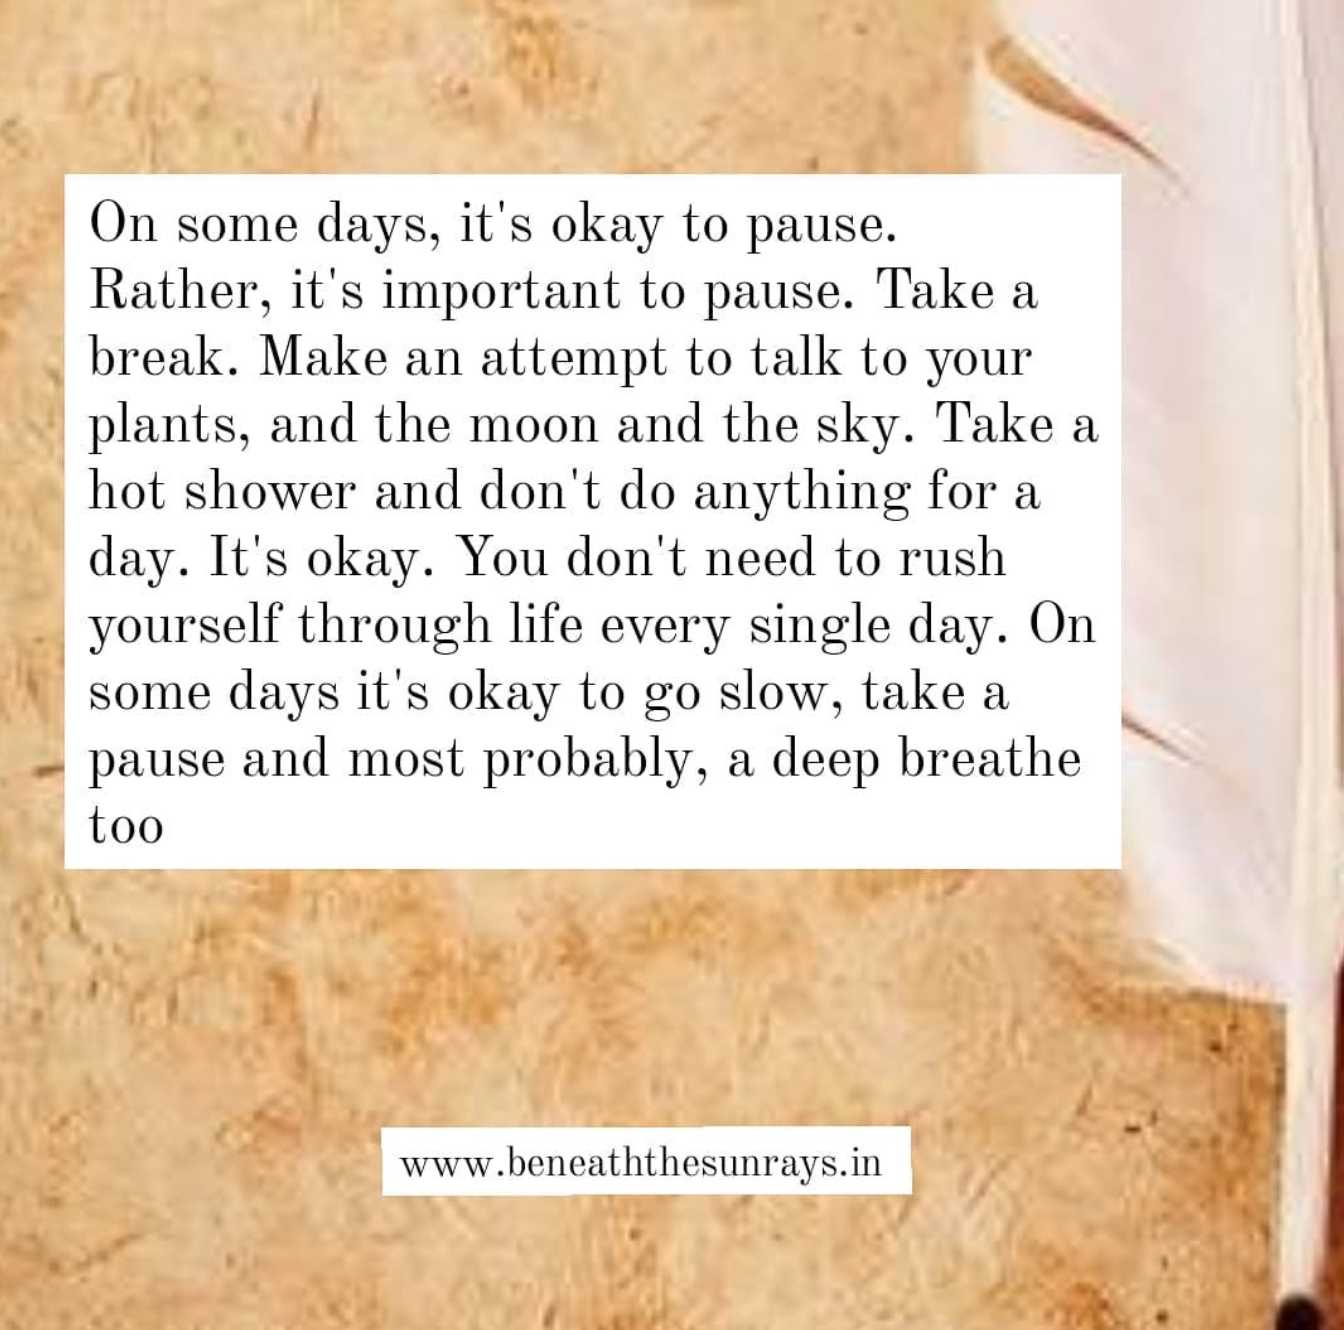 On some days, it's okay to pause.
Rather, it's important to pause. Take a
break. Make an attempt to talk to your
plants, and the moon and the sky. Take a
hot shower and don't do anything for a
day. It's okay. You don't need to rush
yourself through life every single day. On
some days it's okay to go slow, take a
pause and most probably, a deep breathe
too
www.beneaththesunrays.in